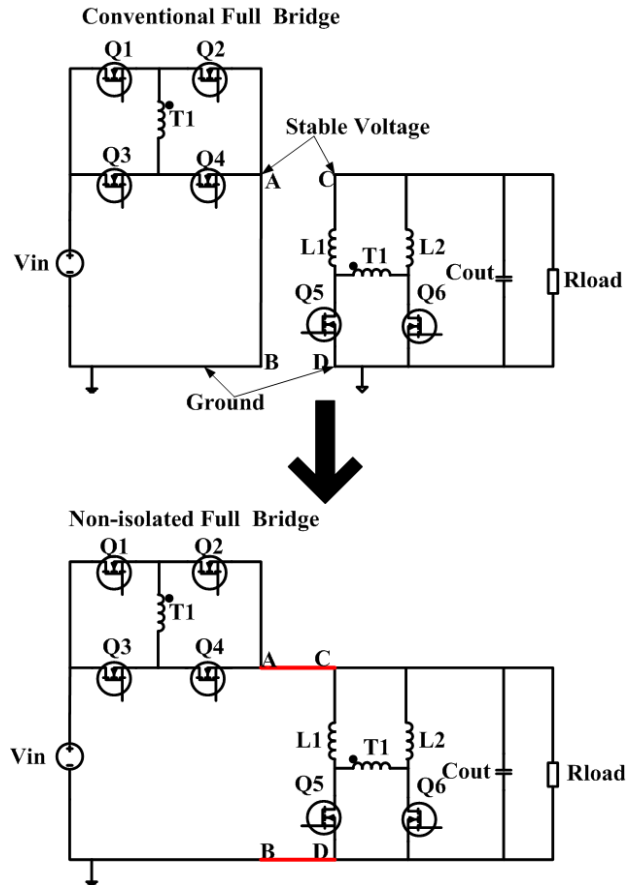 Conventional Full Bridge
Q1 Q2
T1
Stable Voltage
Q3 Q4
A C
L1 L2
T1
Vin Cout Rload
Q5 Q6
B D
Ground
Non-isolated Full Bridge
Q1 Q2
T1
Q3 Q4
A C
L1 L2
T1
Vin Cout Rload
Q5 Q6
B D